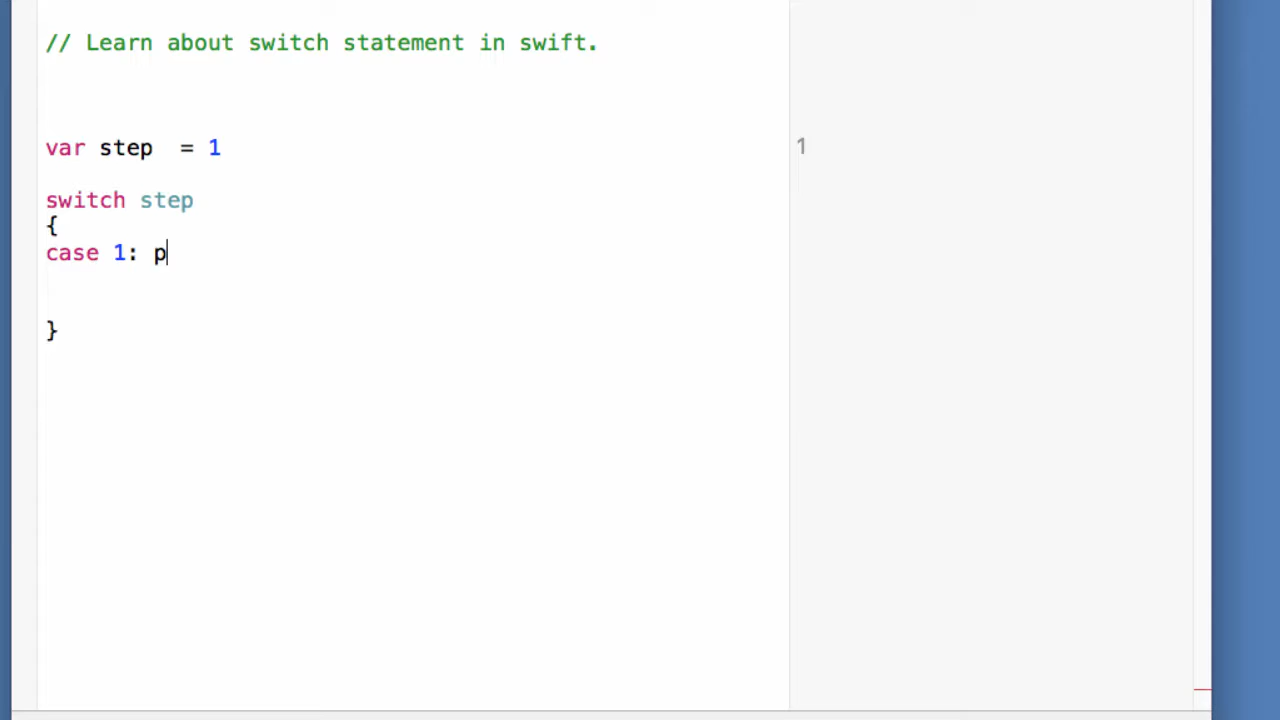 // Learn about switch statement in swift.
var step  = 1
1
switch step
{
case 1: p
}